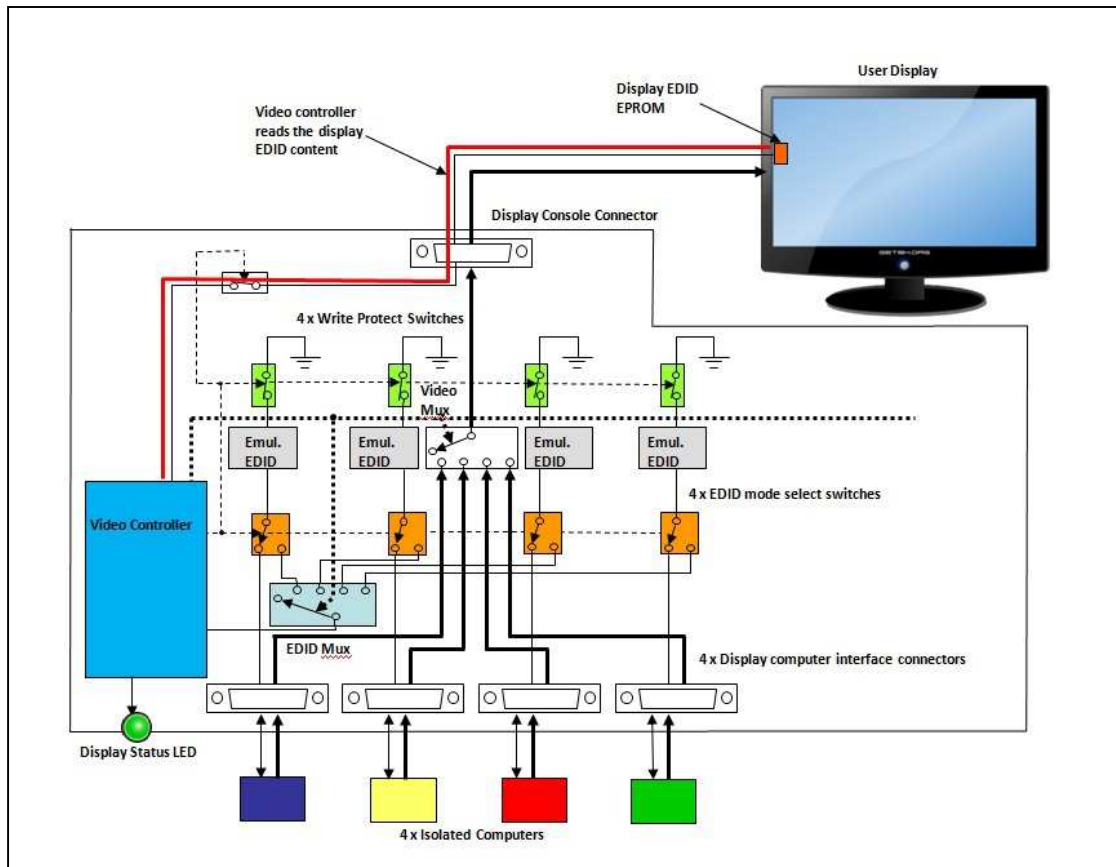 User Display
Display EDID
EPROM
Video controller
reads the display
EDID content
Display Console Connector
4 x Write Protect Switches
Video
Mux
Emul.
EDID
Emul.
EDID
Emul.
EDID
Emul.
EDID
4 x EDID mode select switches
Video Controller
EDID Mux
4 x Display computer interface connectors
Display Status LED
4 x Isolated Computers